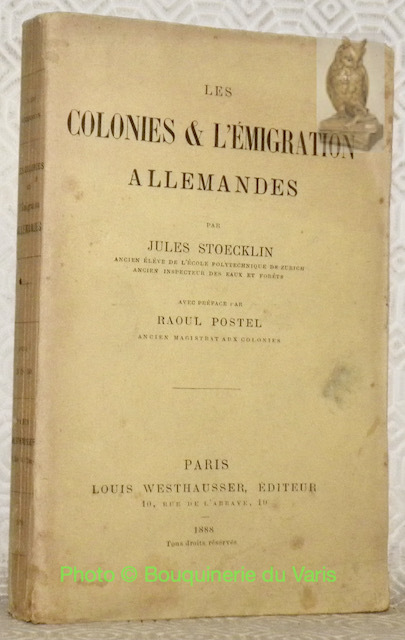 LES
COLONIES & L'ÉMIGRATION
ALLEMANDES
PAR
JULES STOECKLIN
ANCIEN ÉLÈVE DE L'ÉCOLE POLYTECHNIQUE DE ZURICH
ANCIEN INSPECTEUR DES EAUX ET FORÊTS
AVEC PRÉFACE PAR
RAOUL POSTEL
ANCIEN MAGISTRAT AUX COLONIES
PARIS
LOUIS WESTHAUSSER, ÉDITEUR
10, RUE DE L'ABBAYE, 10
1888
Tous droits réservés
Photo © Bouquinerie du Varis